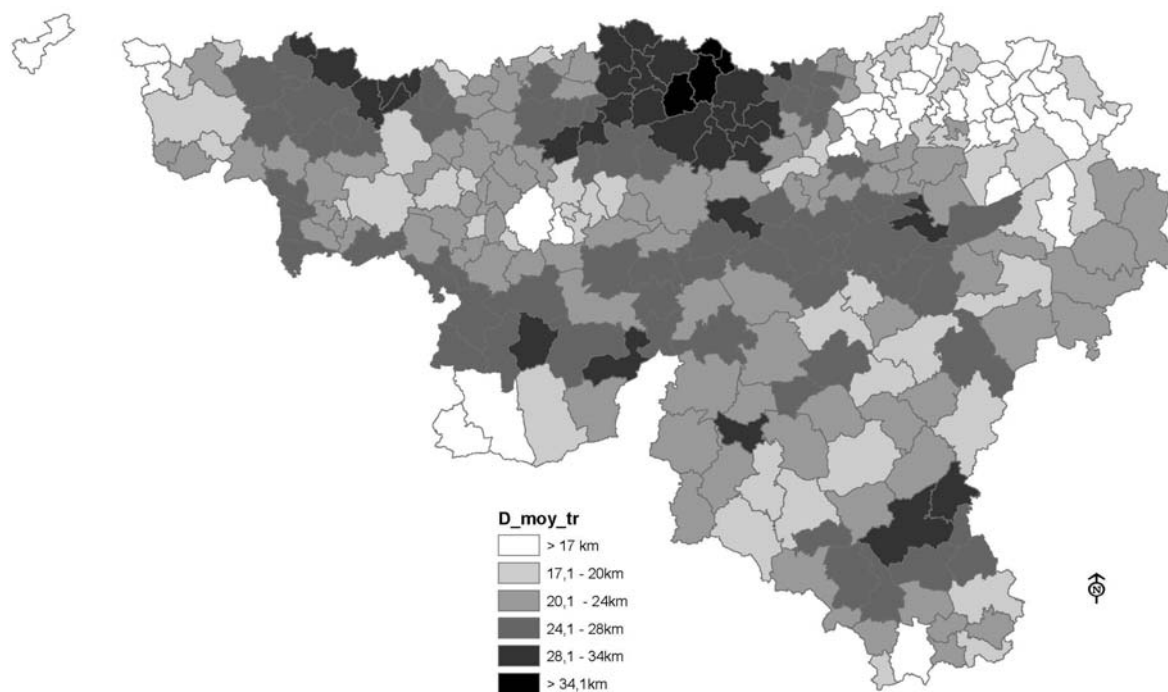 D_moy_tr
> 17 km
17,1 - 20km
20,1 - 24km
24,1 - 28km
28,1 - 34km
> 34,1km
N